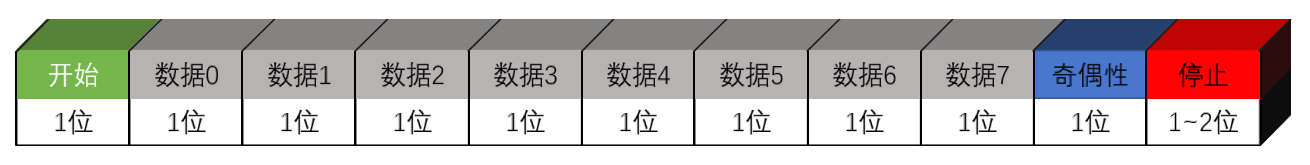 开始 数据0 数据1 数据2 数据3 数据4 数据5 数据6 数据7 奇偶性 停止
1位 1位 1位 1位 1位 1位 1位 1位 1位 1位 1~2位